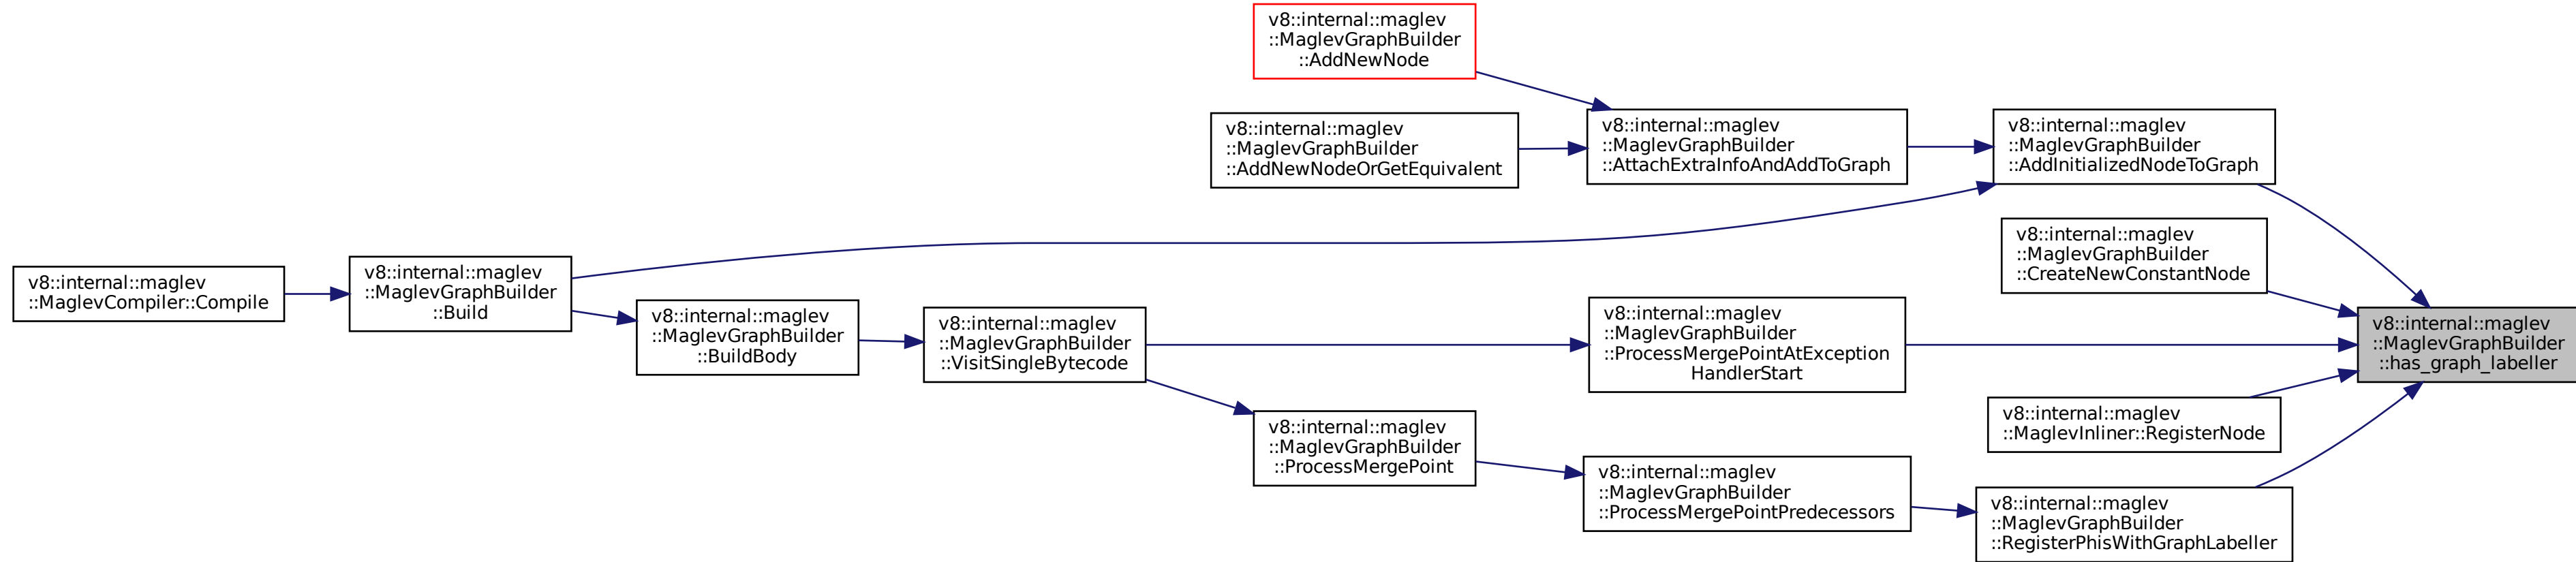 v8::internal::maglev
::MaglevGraphBuilder
::AddNewNode
v8::internal::maglev
::MaglevGraphBuilder
::AddNewNodeOrGetEquivalent
v8::internal::maglev
::MaglevGraphBuilder
::AttachExtraInfoAndAddToGraph
v8::internal::maglev
::MaglevGraphBuilder
::AddInitializedNodeToGraph
v8::internal::maglev
::MaglevGraphBuilder
::CreateNewConstantNode
v8::internal::maglev
::MaglevCompiler::Compile
v8::internal::maglev
::MaglevGraphBuilder
::Build
v8::internal::maglev
::MaglevGraphBuilder
::BuildBody
v8::internal::maglev
::MaglevGraphBuilder
::VisitSingleBytecode
v8::internal::maglev
::MaglevGraphBuilder
::ProcessMergePointAtException
HandlerStart
v8::internal::maglev
::MaglevGraphBuilder
::has_graph_labeller
v8::internal::maglev
::MaglevInliner::RegisterNode
v8::internal::maglev
::MaglevGraphBuilder
::ProcessMergePoint
v8::internal::maglev
::MaglevGraphBuilder
::ProcessMergePointPredecessors
v8::internal::maglev
::MaglevGraphBuilder
::RegisterPhisWithGraphLabeller